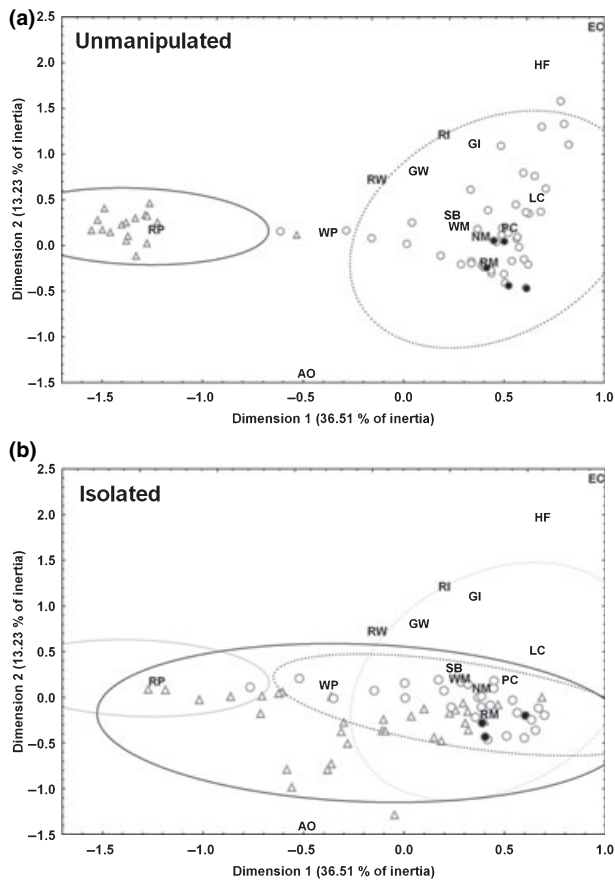 (a)
Unmanipulated
EC
HF
RI
GI
RW
GW
LC
SB
WM
PC
NM
RM
RP
WP
AO
2.5
2.0
1.5
1.0
0.5
0.0
−0.5
−1.0
−1.5
Dimension 2 (13.23 % of inertia)
−1.5
−1.0
−0.5
0.0
0.5
1.0
Dimension 1 (36.51 % of inertia)
(b)
Isolated
EC
HF
RI
GI
RW
GW
LC
SB
WM
PC
NM
RM
RP
WP
AO
2.5
2.0
1.5
1.0
0.5
0.0
−0.5
−1.0
−1.5
Dimension 2 (13.23 % of inertia)
−1.5
−1.0
−0.5
0.0
0.5
1.0
Dimension 1 (36.51 % of inertia)